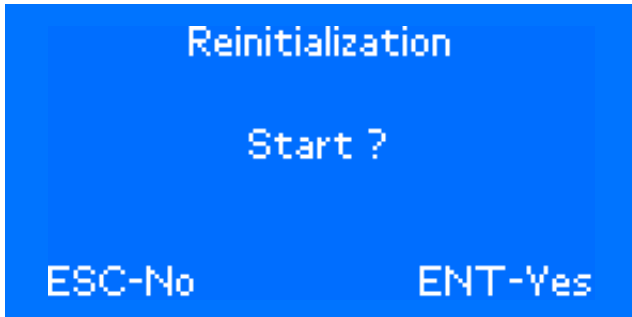 Reinitialization
Start ?
ESC-No ENT-Yes